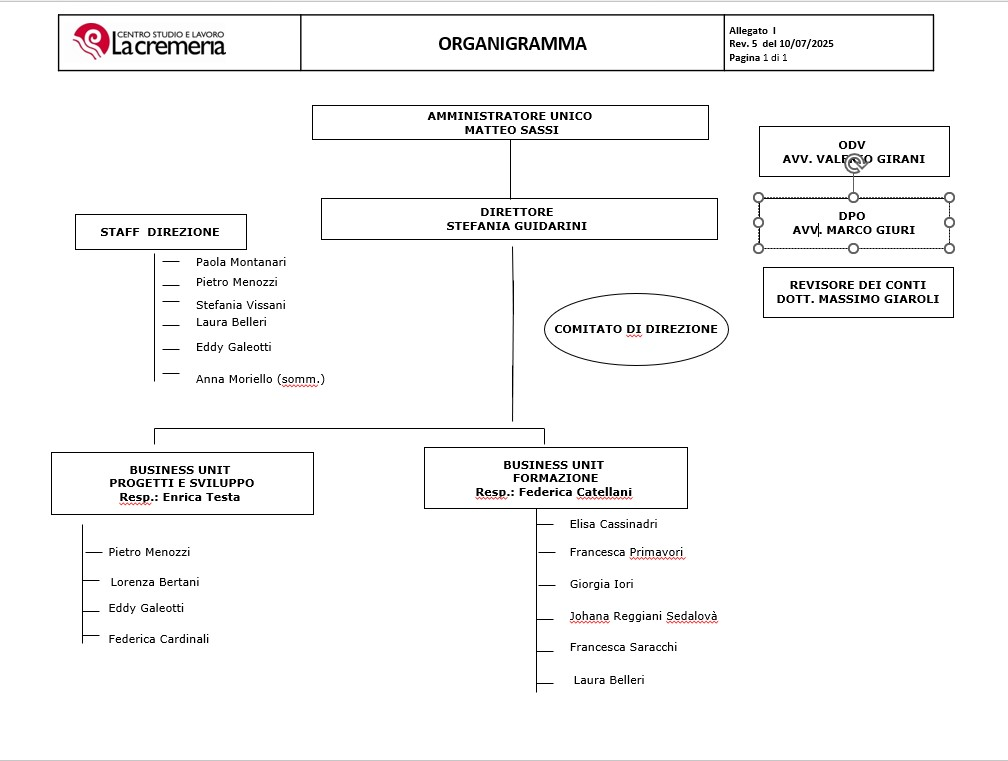 CENTRO STUDIO E LAVORO
La cremeria
ORGANIGRAMMA
Allegato I
Rev. 5 del 10/07/2025
Pagina 1 di 1
AMMINISTRATORE UNICO
MATTEO SASSI
ODV
AVV. GIRANI
DIRETTORE
STEFANIA GUIDARINI
DPO
AVV. MARCO GIURI
STAFF DIREZIONE
REVISORE DEI CONTI
DOTT. MASSIMO GIAROLI
Paola Montanari
Pietro Menozzi
Stefania Vissani
Laura Belleri
Eddy Galeotti
Anna Moriello (somm.)
COMITATO DI DIREZIONE
BUSINESS UNIT
PROGETTI E SVILUPPO
Resp.: Enrica Testa
Pietro Menozzi
Lorenza Bertani
Eddy Galeotti
Federica Cardinali
BUSINESS UNIT
FORMAZIONE
Resp.: Federica Catellani
Elisa Cassinadri
Francesca Primavori
Giorgia Iori
Johana Reggiani Sedalovà
Francesca Saracchi
Laura Belleri